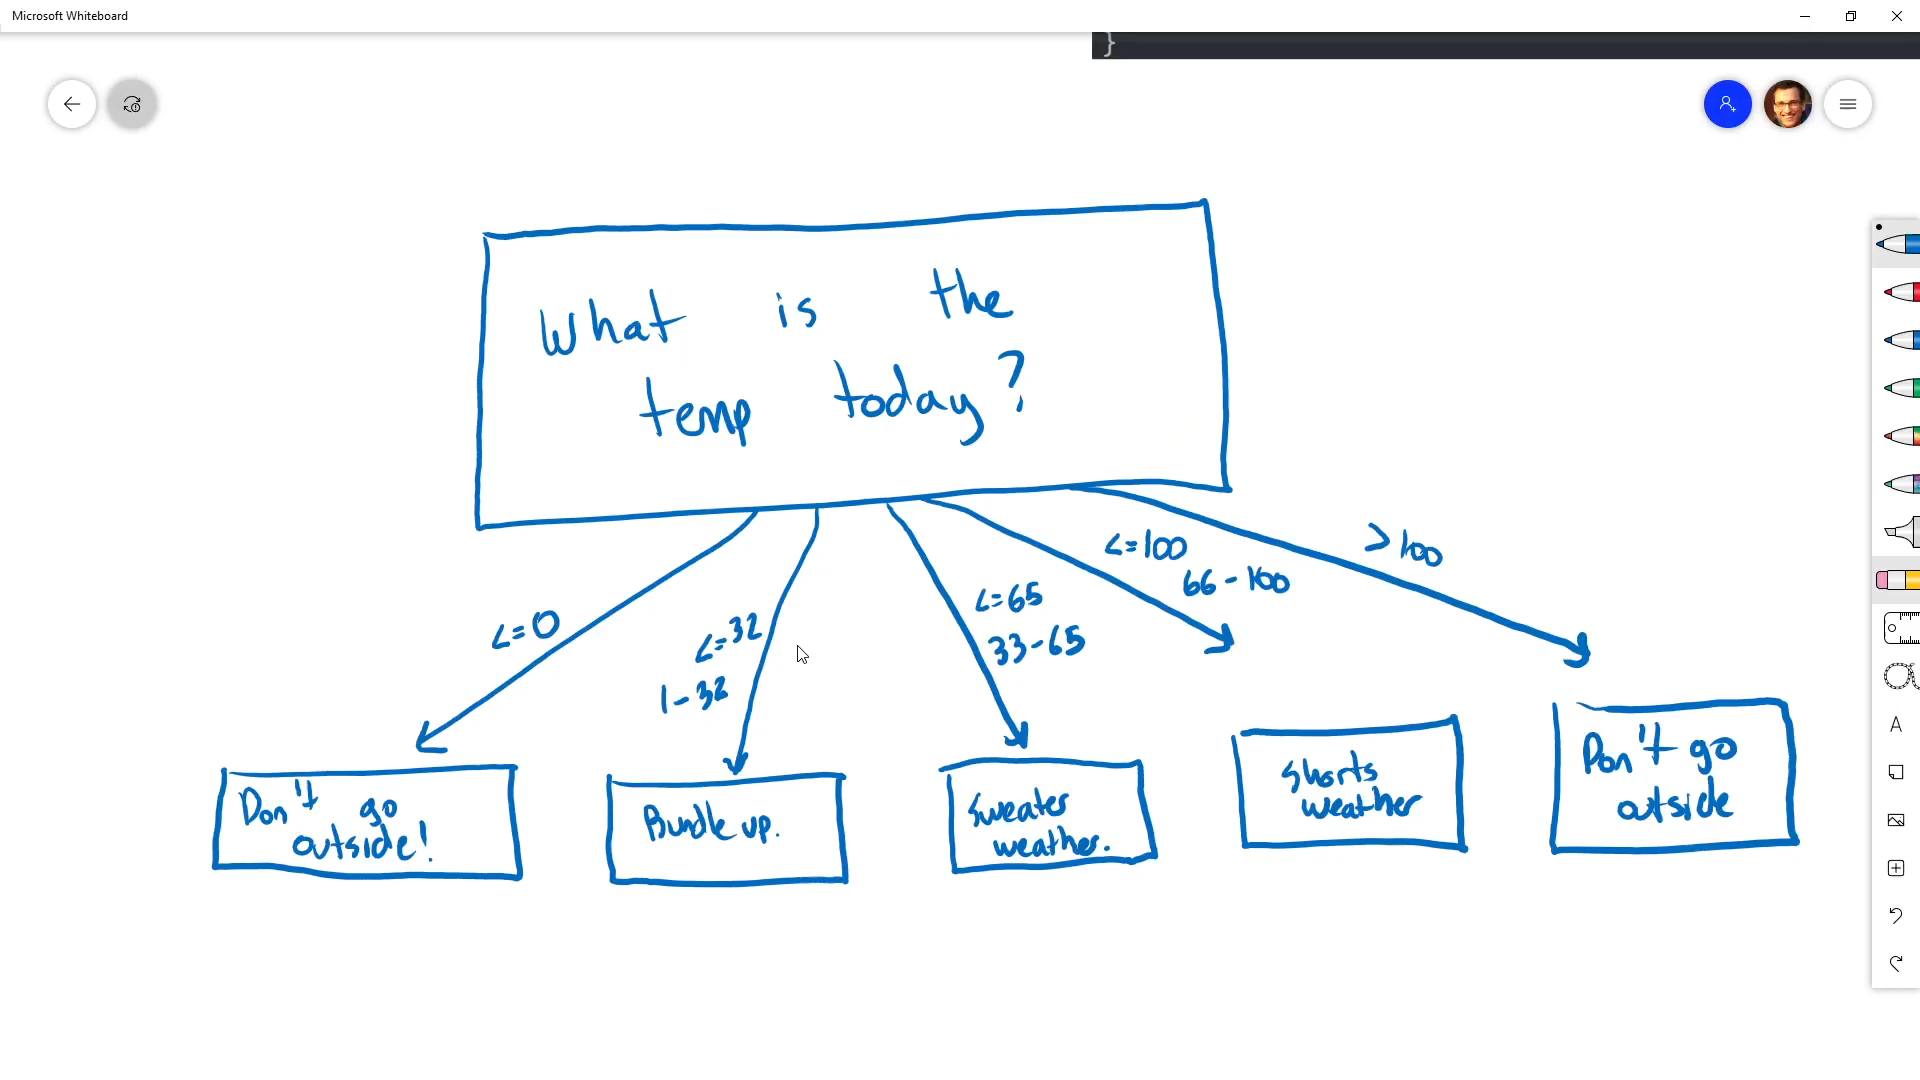 Microsoft Whiteboard
}
What is the
temp today?
<=0
<=32
1-32
<=65
33-65
<=100
66-100
>100
Don't go
outside!
Bundle up.
Sweater
weather.
Shorts
weather
Don't go
outside
A